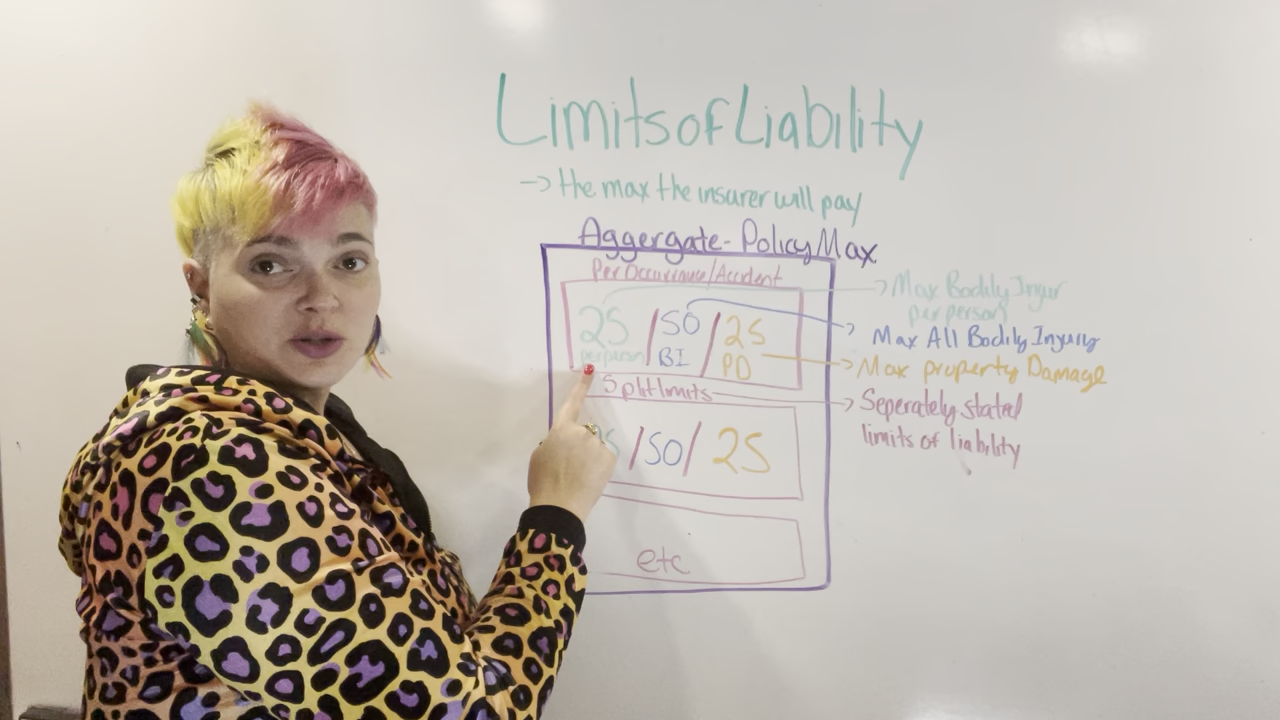 Limits of Liability
→ the max the insurer will pay
Aggergate - Policy Max
Per Occurrance/Accident
25 / 50 / 25
per person BI PD
Max Bodily Injur
per person
Max All Bodily Injury
Max property Damage
Split limits
Seperately stated
limits of liability
/ 50 / 25
etc